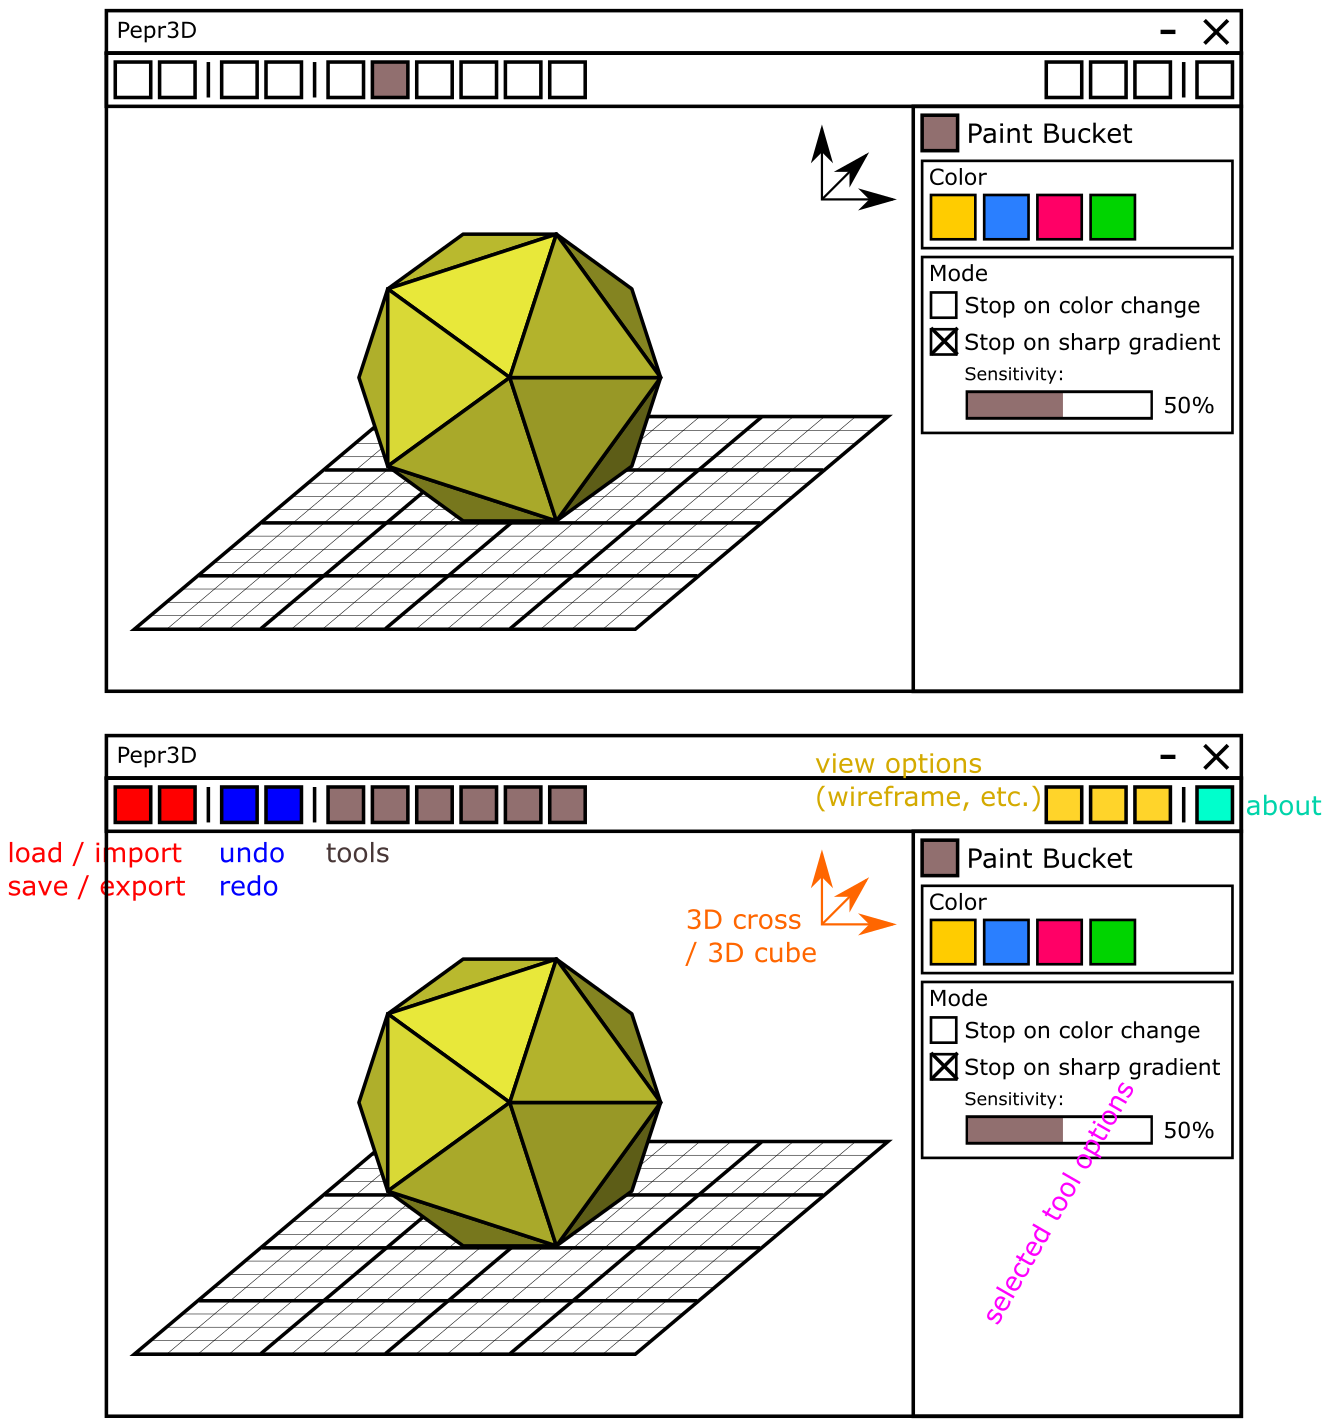 Pepr3D
Paint Bucket
Color
Mode
Stop on color change
Stop on sharp gradient
Sensitivity:
50%
Pepr3D
view options
(wireframe, etc.)
about
load / import
save / export
undo
redo
tools
3D cross
/ 3D cube
Paint Bucket
Color
Mode
Stop on color change
Stop on sharp gradient
Sensitivity:
50%
selected tool options